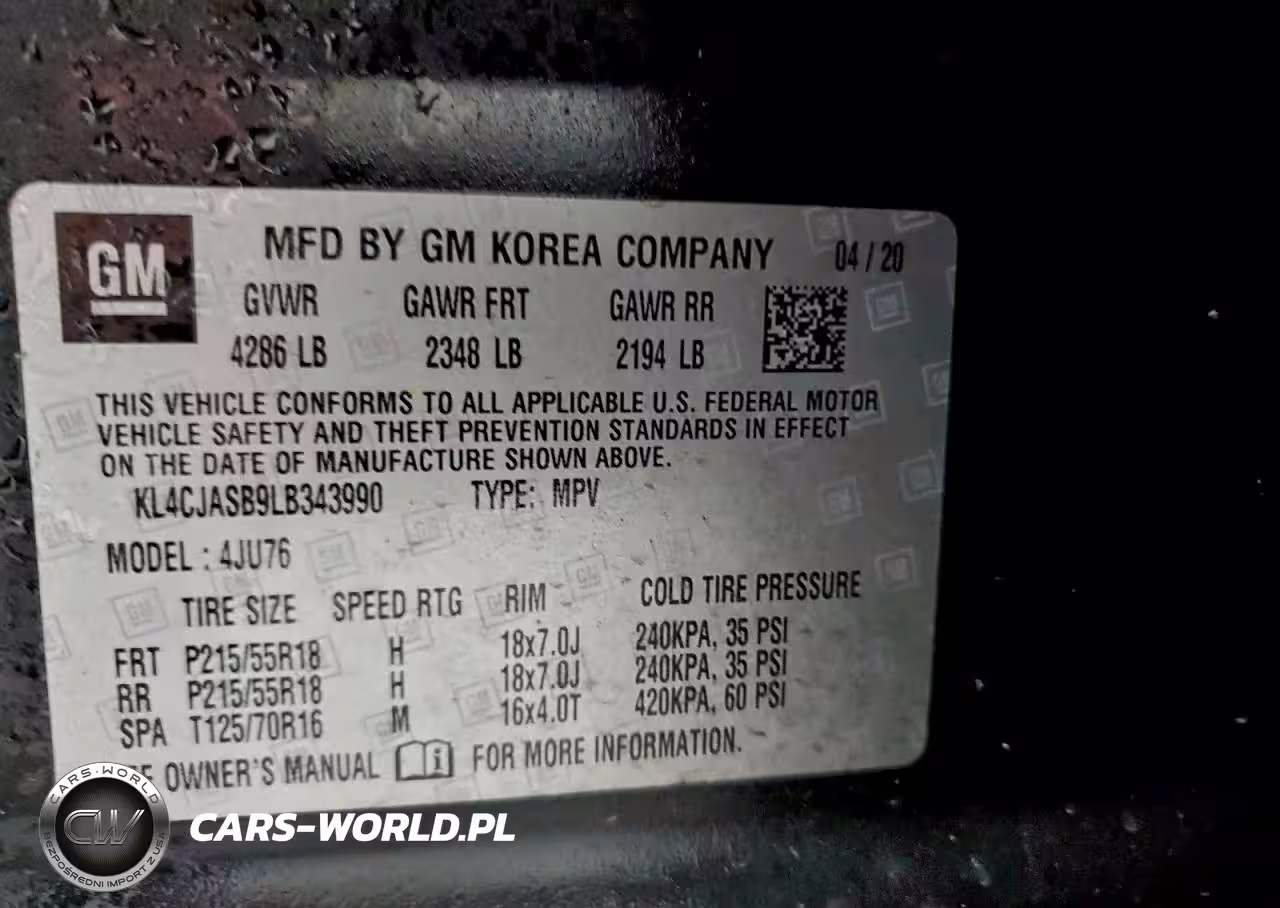 GM
MFD BY GM KOREA COMPANY 04 / 20
GVWR GAWR FRT GAWR RR
4286 LB 2348 LB 2194 LB
THIS VEHICLE CONFORMS TO ALL APPLICABLE U.S. FEDERAL MOTOR
VEHICLE SAFETY AND THEFT PREVENTION STANDARDS IN EFFECT
ON THE DATE OF MANUFACTURE SHOWN ABOVE.
KL4CJASB9LB343990 TYPE: MPV
MODEL : 4JU76
TIRE SIZE SPEED RTG RIM COLD TIRE PRESSURE
FRT P215/55R18 H 18x7.0J 240KPA, 35 PSI
RR P215/55R18 H 18x7.0J 240KPA, 35 PSI
SPA T125/70R16 M 16x4.0T 420KPA, 60 PSI
OWNER'S MANUAL FOR MORE INFORMATION.
CARS-WORLD
CW
BEZPOŚREDNI IMPORT Z USA
CARS-WORLD.PL